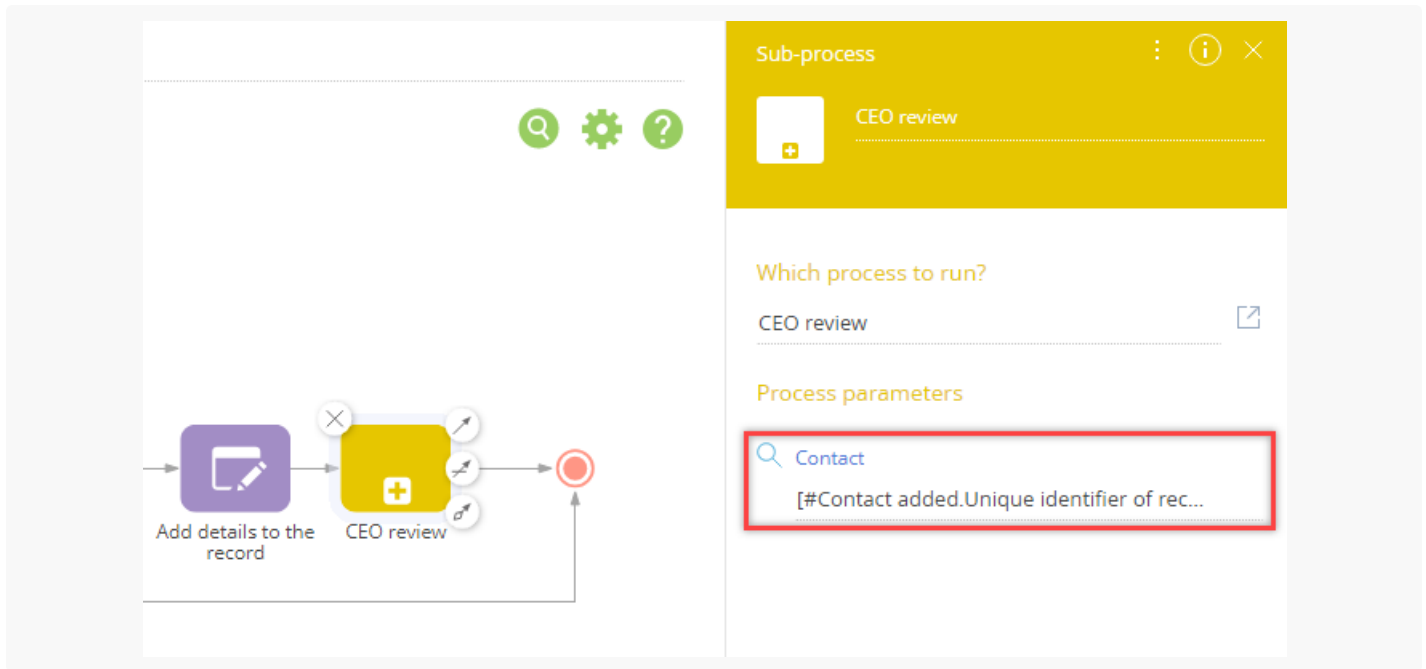 Sub-process
CEO review
Which process to run?
CEO review
Process parameters
Contact
[#Contact added.Unique identifier of rec...
Add details to the
record
CEO review